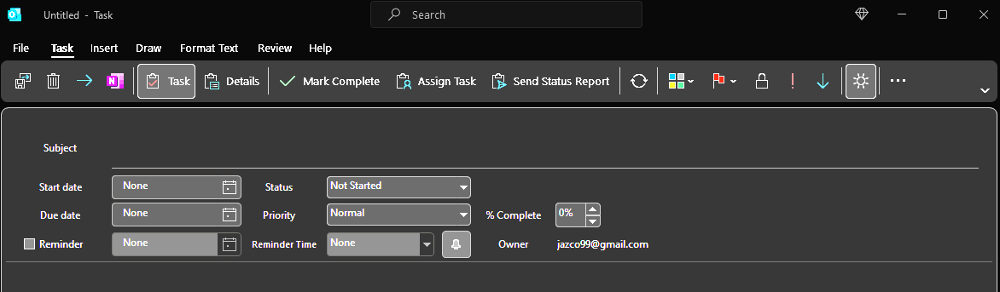 Untitled - Task
Search
File Task Insert Draw Format Text Review Help
N Task Details Mark Complete Assign Task Send Status Report
Subject
Start date None Status Not Started
Due date None Priority Normal % Complete 0%
Reminder None Reminder Time None Owner jazco99@gmail.com